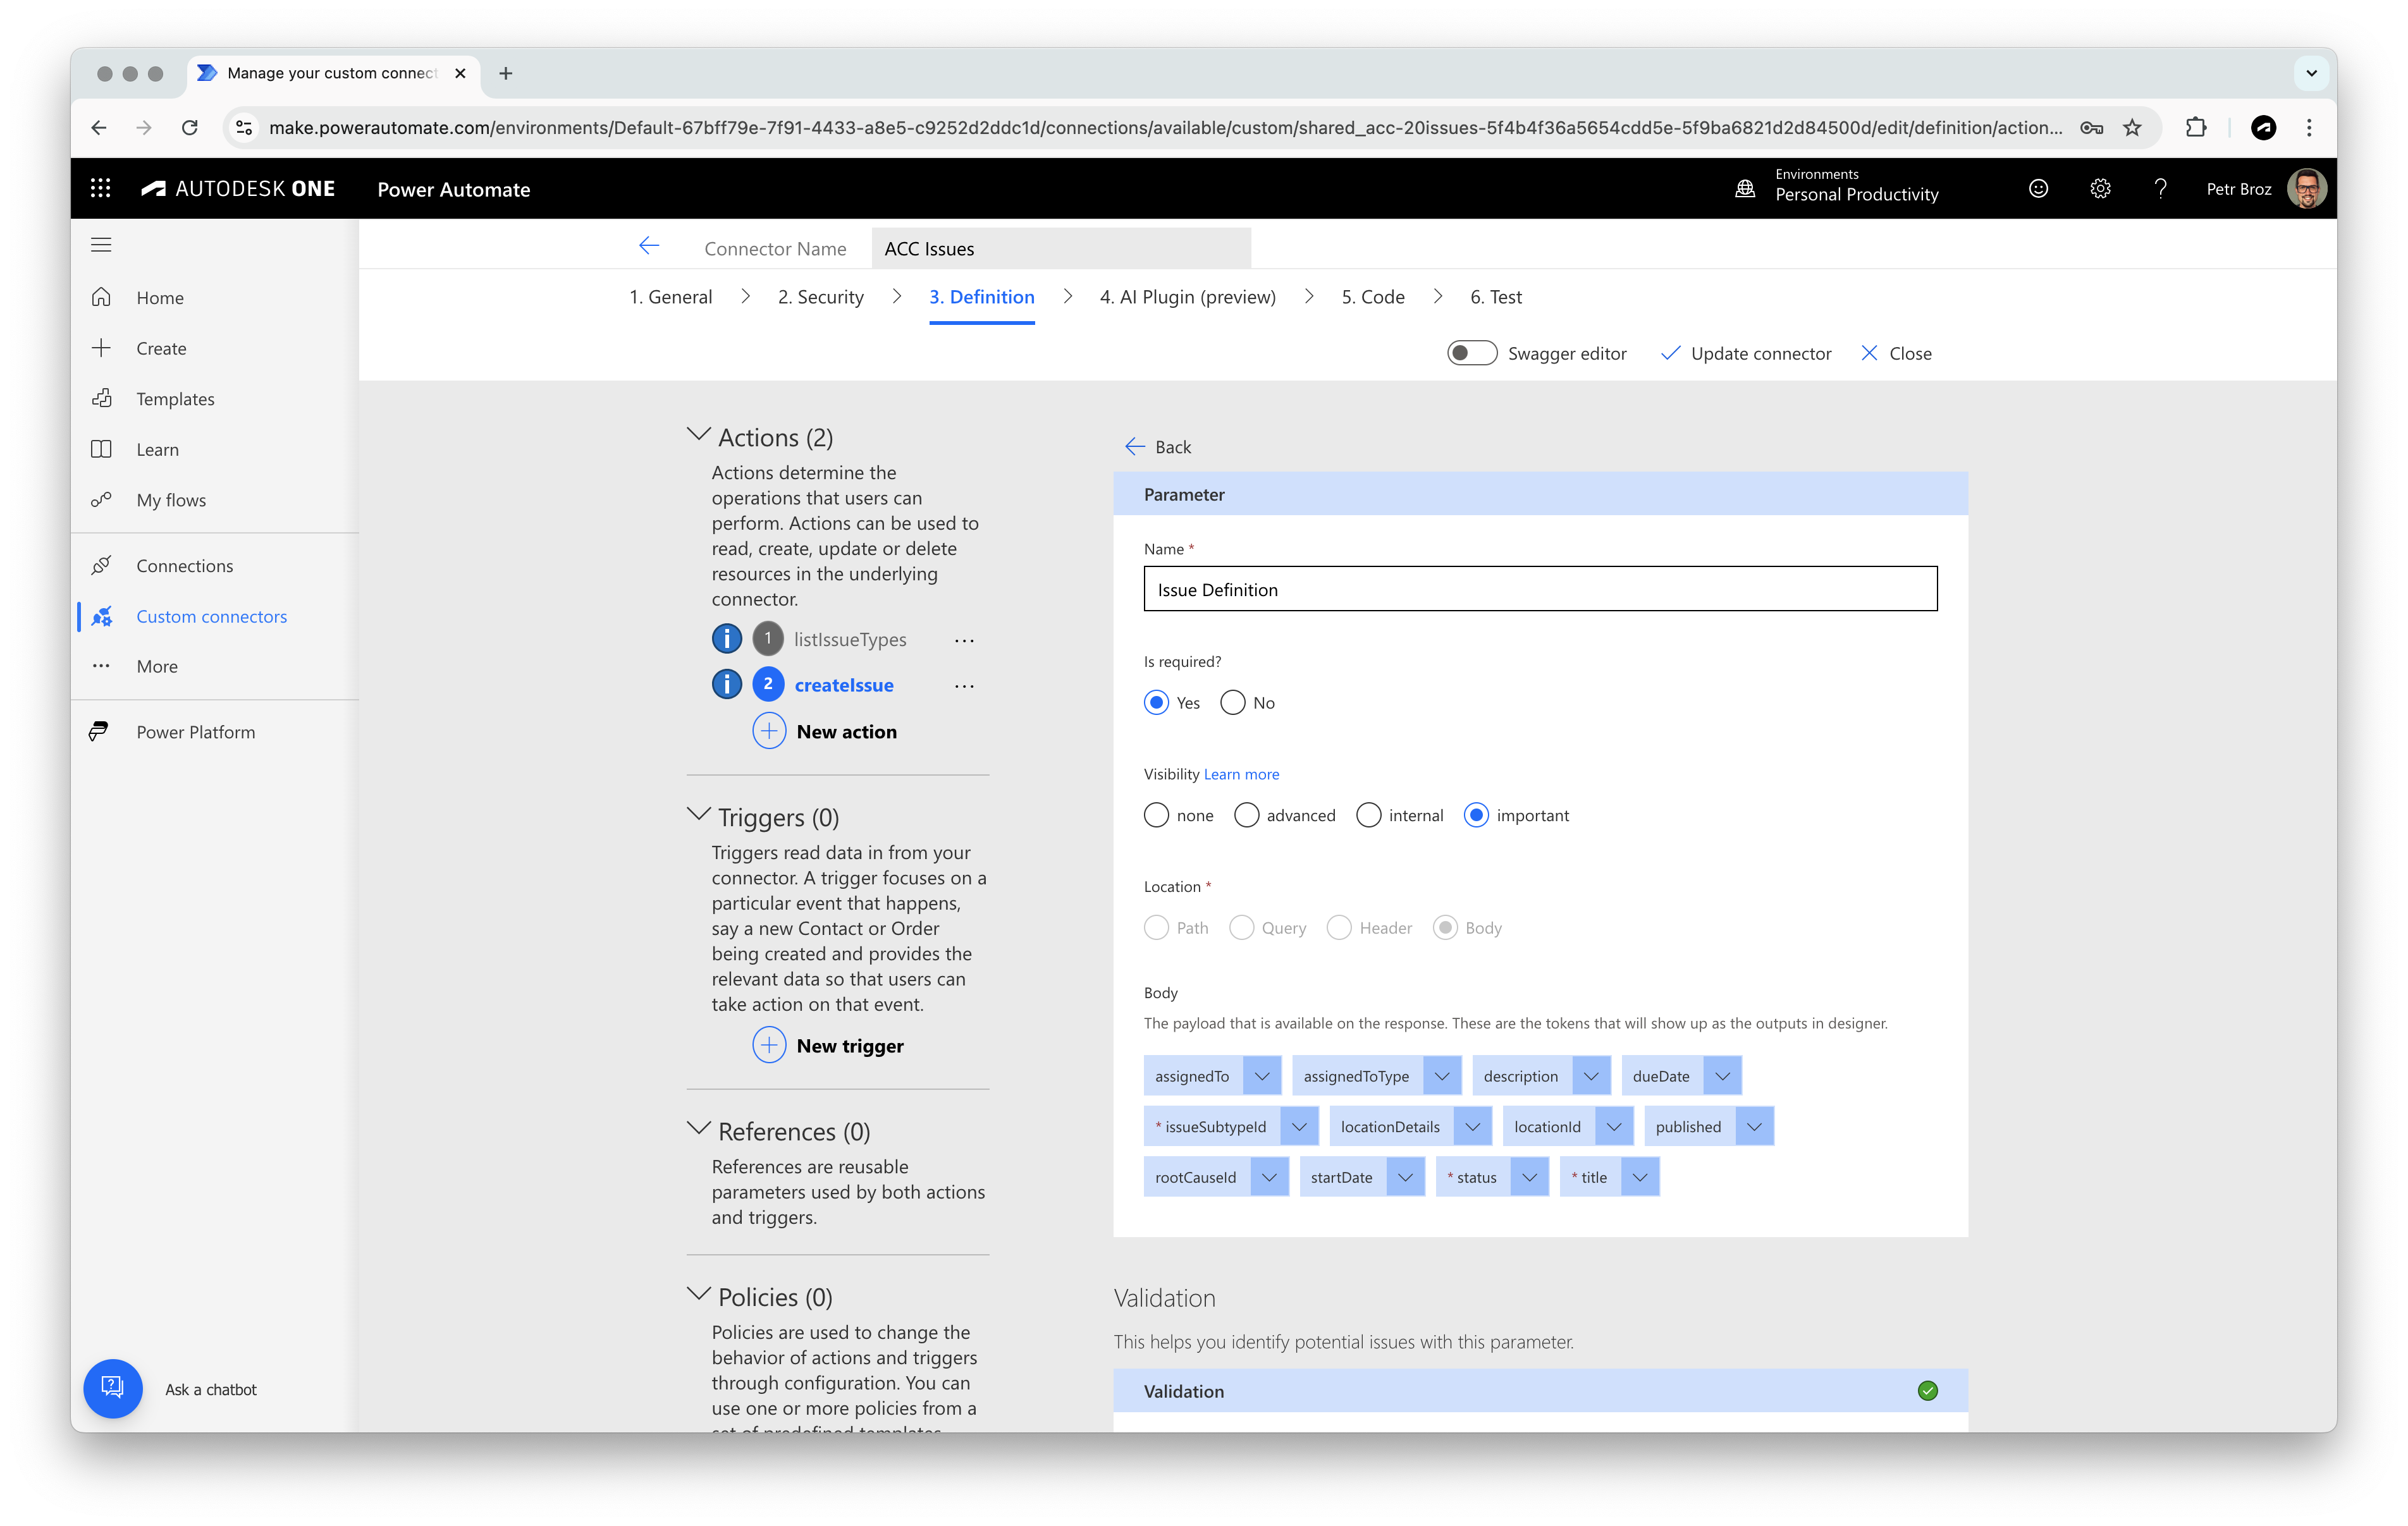 Manage your custom connect
make.powerautomate.com/environments/Default-67bff79e-7f91-4433-a8e5-c9252d2ddc1d/connections/available/custom/shared_acc-20issues-5f4b4f36a5654cdd5e-5f9ba6821d2d84500d/edit/definition/action...
AUTODESK ONE
Power Automate
Environments
Personal Productivity
Petr Broz
Home
Create
Templates
Learn
My flows
Connections
Custom connectors
More
Power Platform
Ask a chatbot
Connector Name
ACC Issues
1. General
2. Security
3. Definition
4. AI Plugin (preview)
5. Code
6. Test
Swagger editor
Update connector
Close
Actions (2)
Actions determine the
operations that users can
perform. Actions can be used to
read, create, update or delete
resources in the underlying
connector.
1 listIssueTypes ...
2 createIssue ...
New action
Triggers (0)
Triggers read data in from your
connector. A trigger focuses on a
particular event that happens,
say a new Contact or Order
being created and provides the
relevant data so that users can
take action on that event.
New trigger
References (0)
References are reusable
parameters used by both actions
and triggers.
Policies (0)
Policies are used to change the
behavior of actions and triggers
through configuration. You can
use one or more policies from a
set of predefined templates
Back
Parameter
Name *
Issue Definition
Is required?
Yes No
Visibility Learn more
none advanced internal important
Location *
Path Query Header Body
Body
The payload that is available on the response. These are the tokens that will show up as the outputs in designer.
assignedTo assignedToType description dueDate
* issueSubtypeId locationDetails locationId published
rootCauseId startDate * status * title
Validation
This helps you identify potential issues with this parameter.
Validation